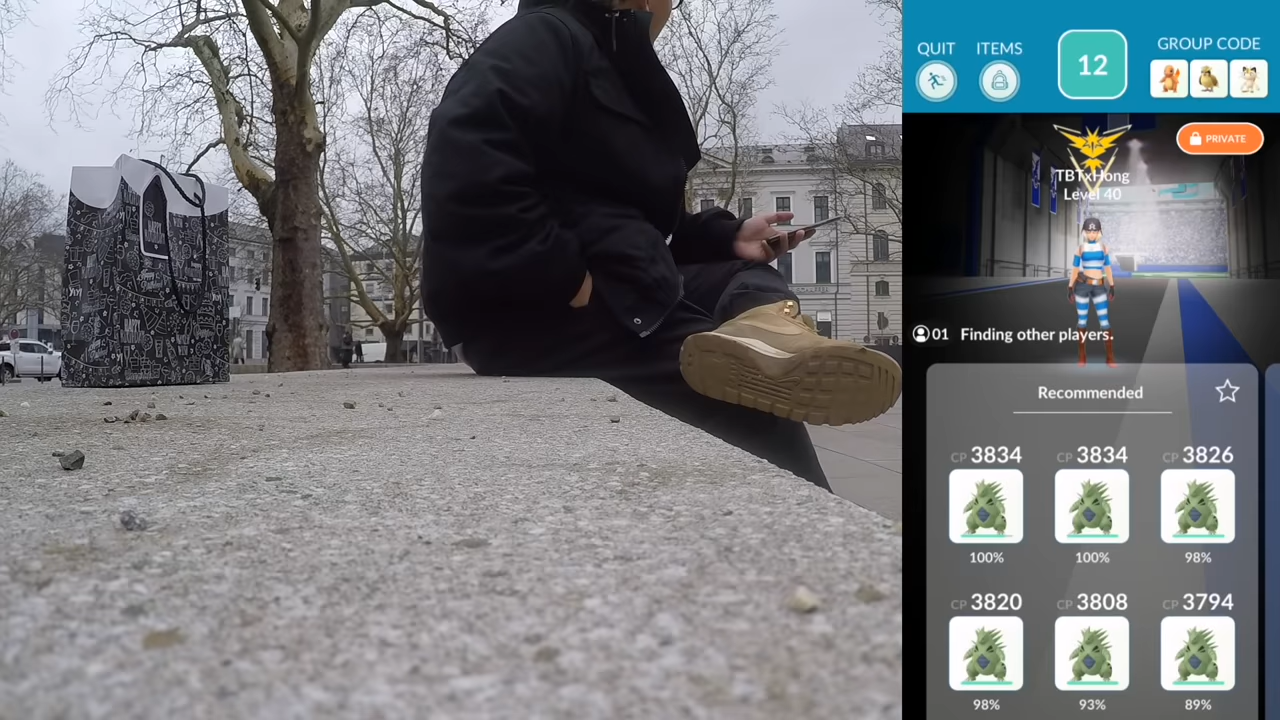 QUIT
ITEMS
12
GROUP CODE
PRIVATE
TBTxHong
Level 40
01 Finding other players.
Recommended
CP 3834
CP 3834
CP 3826
100%
100%
98%
CP 3820
CP 3808
CP 3794
98%
93%
89%